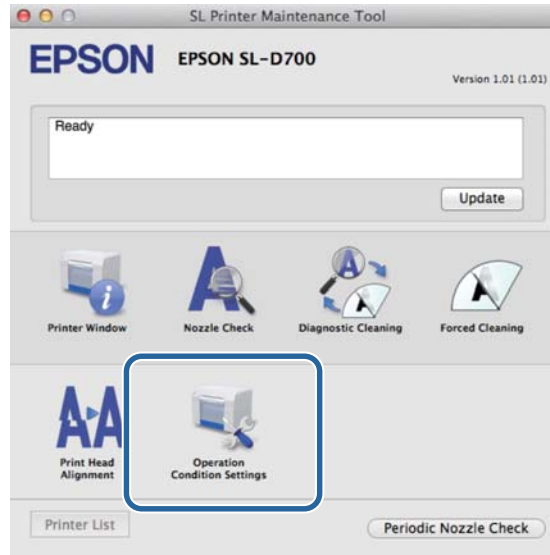 SL Printer Maintenance Tool
EPSON EPSON SL-D700
Version 1.01 (1.01)
Ready
Update
Printer Window
Nozzle Check
Diagnostic Cleaning
Forced Cleaning
Print Head
Alignment
Operation
Condition Settings
Printer List
Periodic Nozzle Check